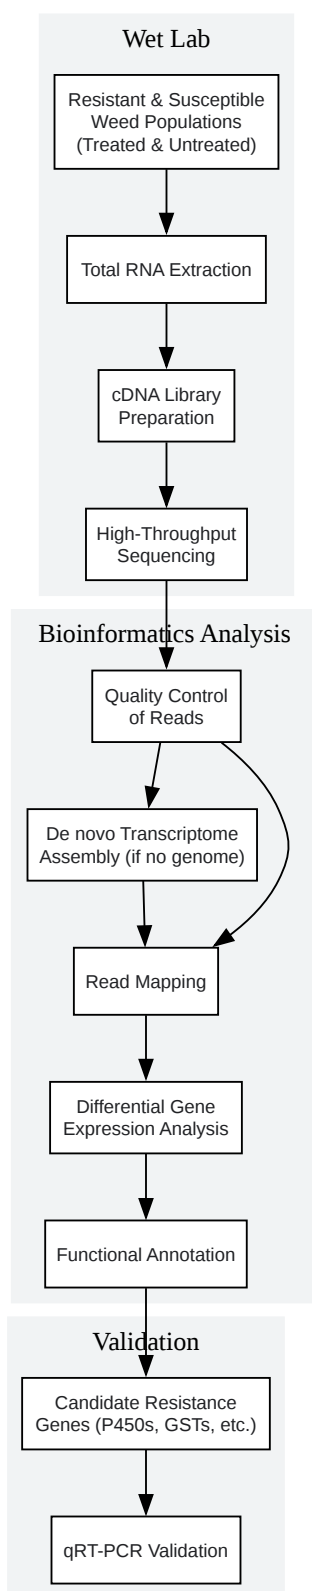 Wet Lab
Resistant & Susceptible
Weed Populations
(Treated & Untreated)
Total RNA Extraction
cDNA Library
Preparation
High-Throughput
Sequencing
Bioinformatics Analysis
Quality Control
of Reads
De novo Transcriptome
Assembly (if no genome)
Read Mapping
Differential Gene
Expression Analysis
Functional Annotation
Validation
Candidate Resistance
Genes (P450s, GSTs, etc.)
qRT-PCR Validation